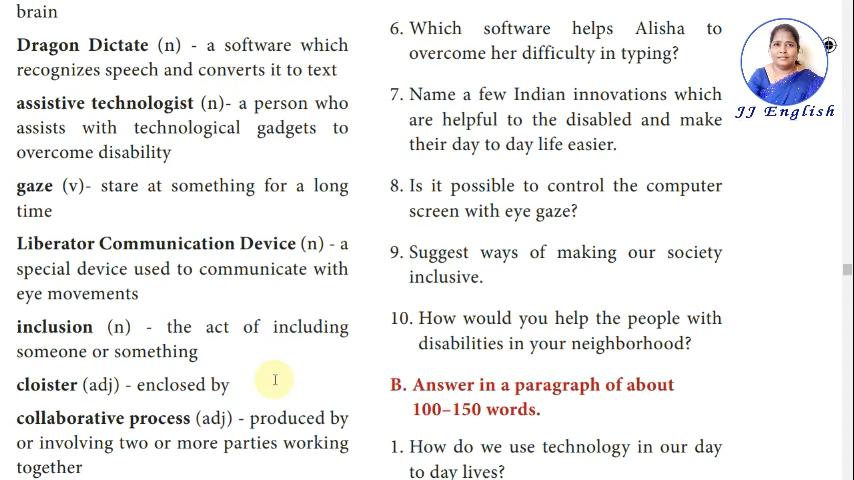 brain
Dragon Dictate (n) - a software which
recognizes speech and converts it to text
assistive technologist (n)- a person who
assists with technological gadgets to
overcome disability
gaze (v)- stare at something for a long
time
Liberator Communication Device (n) - a
special device used to communicate with
eye movements
inclusion (n) - the act of including
someone or something
cloister (adj) - enclosed by
collaborative process (adj) - produced by
or involving two or more parties working
together
6. Which software helps Alisha to
overcome her difficulty in typing?
7. Name a few Indian innovations which
are helpful to the disabled and make
their day to day life easier.
8. Is it possible to control the computer
screen with eye gaze?
9. Suggest ways of making our society
inclusive.
10. How would you help the people with
disabilities in your neighborhood?
B. Answer in a paragraph of about
100–150 words.
1. How do we use technology in our day
to day lives?
JJ English